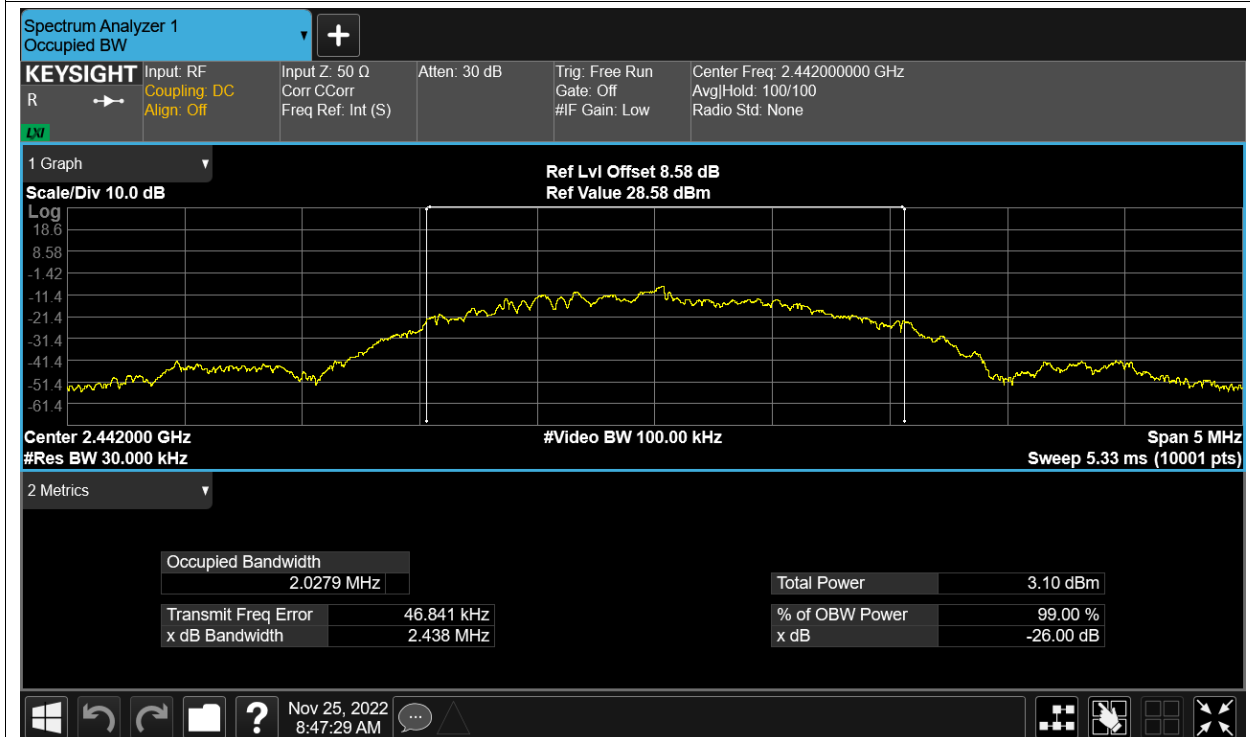 Spectrum Analyzer 1
Occupied BW
+
KEYSIGHT
R
LXI
Input: RF
Coupling: DC
Align: Off
Input Z: 50 Ω
Corr CCorr
Freq Ref: Int (S)
Atten: 30 dB
Trig: Free Run
Gate: Off
#IF Gain: Low
Center Freq: 2.442000000 GHz
Avg|Hold: 100/100
Radio Std: None
1 Graph
Scale/Div 10.0 dB
Ref Lvl Offset 8.58 dB
Ref Value 28.58 dBm
Log
18.6
8.58
-1.42
-11.4
-21.4
-31.4
-41.4
-51.4
-61.4
Center 2.442000 GHz
#Res BW 30.000 kHz
#Video BW 100.00 kHz
Span 5 MHz
Sweep 5.33 ms (10001 pts)
2 Metrics
Occupied Bandwidth
2.0279 MHz
Transmit Freq Error 46.841 kHz
x dB Bandwidth 2.438 MHz
Total Power 3.10 dBm
% of OBW Power 99.00 %
x dB -26.00 dB
?
Nov 25, 2022
8:47:29 AM